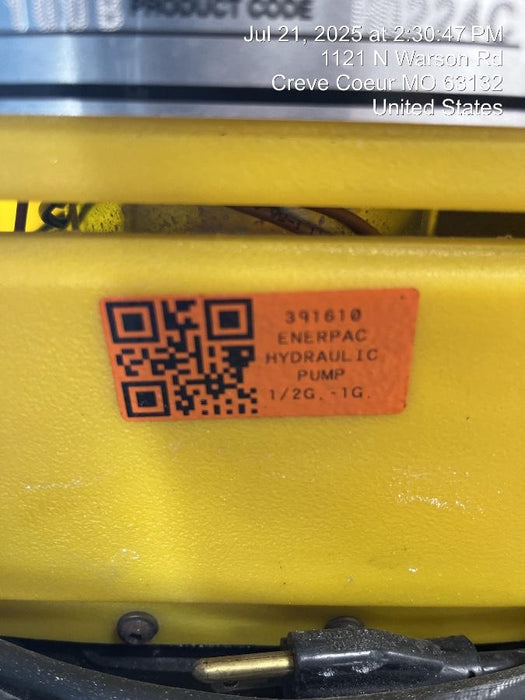 PRODUCT CODE
Jul 21, 2025 at 2:30:47 PM
1121 N Warson Rd
Creve Coeur MO 63132
United States
391610
ENERPAC
HYDRAULIC
PUMP
1/2G.-1G.